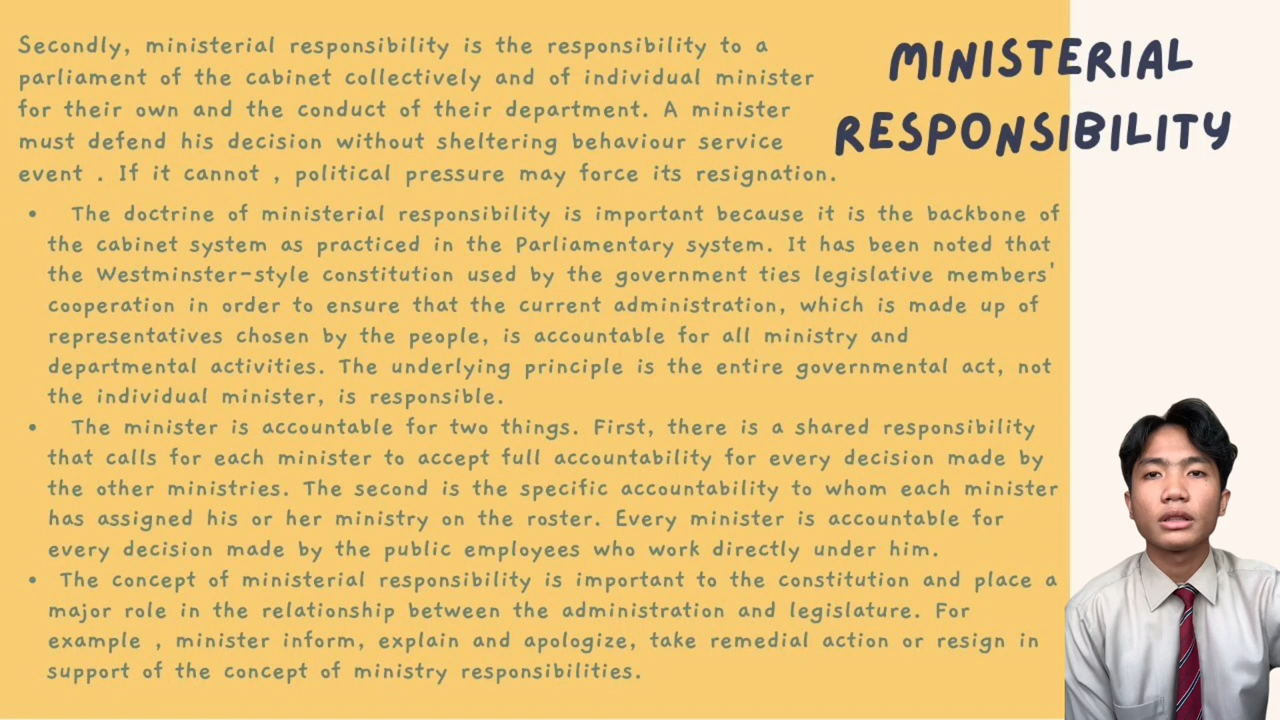 MINISTERIAL
RESPONSIBILITY
Secondly, ministerial responsibility is the responsibility to a
parliament of the cabinet collectively and of individual minister
for their own and the conduct of their department. A minister
must defend his decision without sheltering behaviour service
event . If it cannot , political pressure may force its resignation.
• The doctrine of ministerial responsibility is important because it is the backbone of
the cabinet system as practiced in the Parliamentary system. It has been noted that
the Westminster-style constitution used by the government ties legislative members'
cooperation in order to ensure that the current administration, which is made up of
representatives chosen by the people, is accountable for all ministry and
departmental activities. The underlying principle is the entire governmental act, not
the individual minister, is responsible.
• The minister is accountable for two things. First, there is a shared responsibility
that calls for each minister to accept full accountability for every decision made by
the other ministries. The second is the specific accountability to whom each minister
has assigned his or her ministry on the roster. Every minister is accountable for
every decision made by the public employees who work directly under him.
• The concept of ministerial responsibility is important to the constitution and place a
major role in the relationship between the administration and legislature. For
example , minister inform, explain and apologize, take remedial action or resign in
support of the concept of ministry responsibilities.